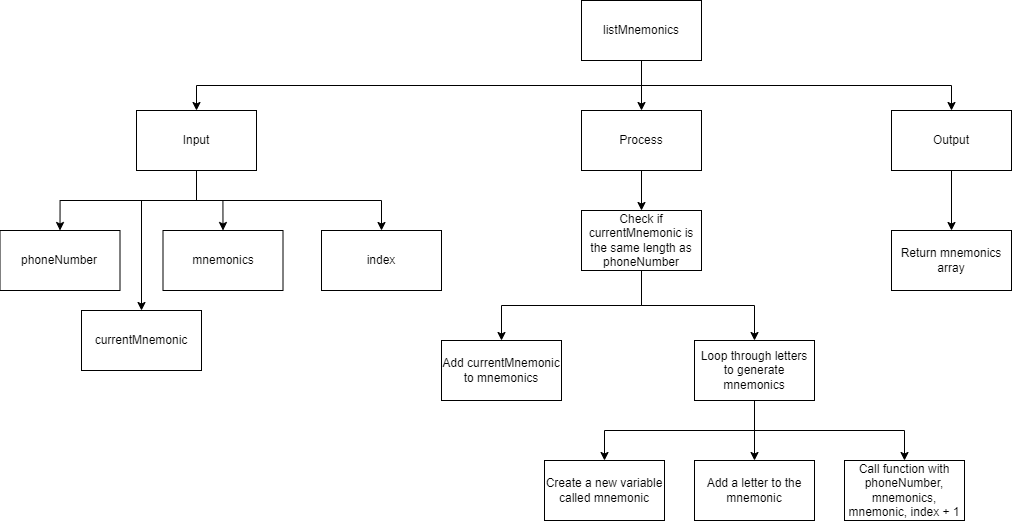 listMnemonics
Input
Process
Output
phoneNumber
mnemonics
index
currentMnemonic
Check if
currentMnemonic is
the same length as
phoneNumber
Return mnemonics
array
Add currentMnemonic
to mnemonics
Loop through letters
to generate
mnemonics
Create a new variable
called mnemonic
Add a letter to the
mnemonic
Call function with
phoneNumber,
mnemonics,
mnemonic, index + 1